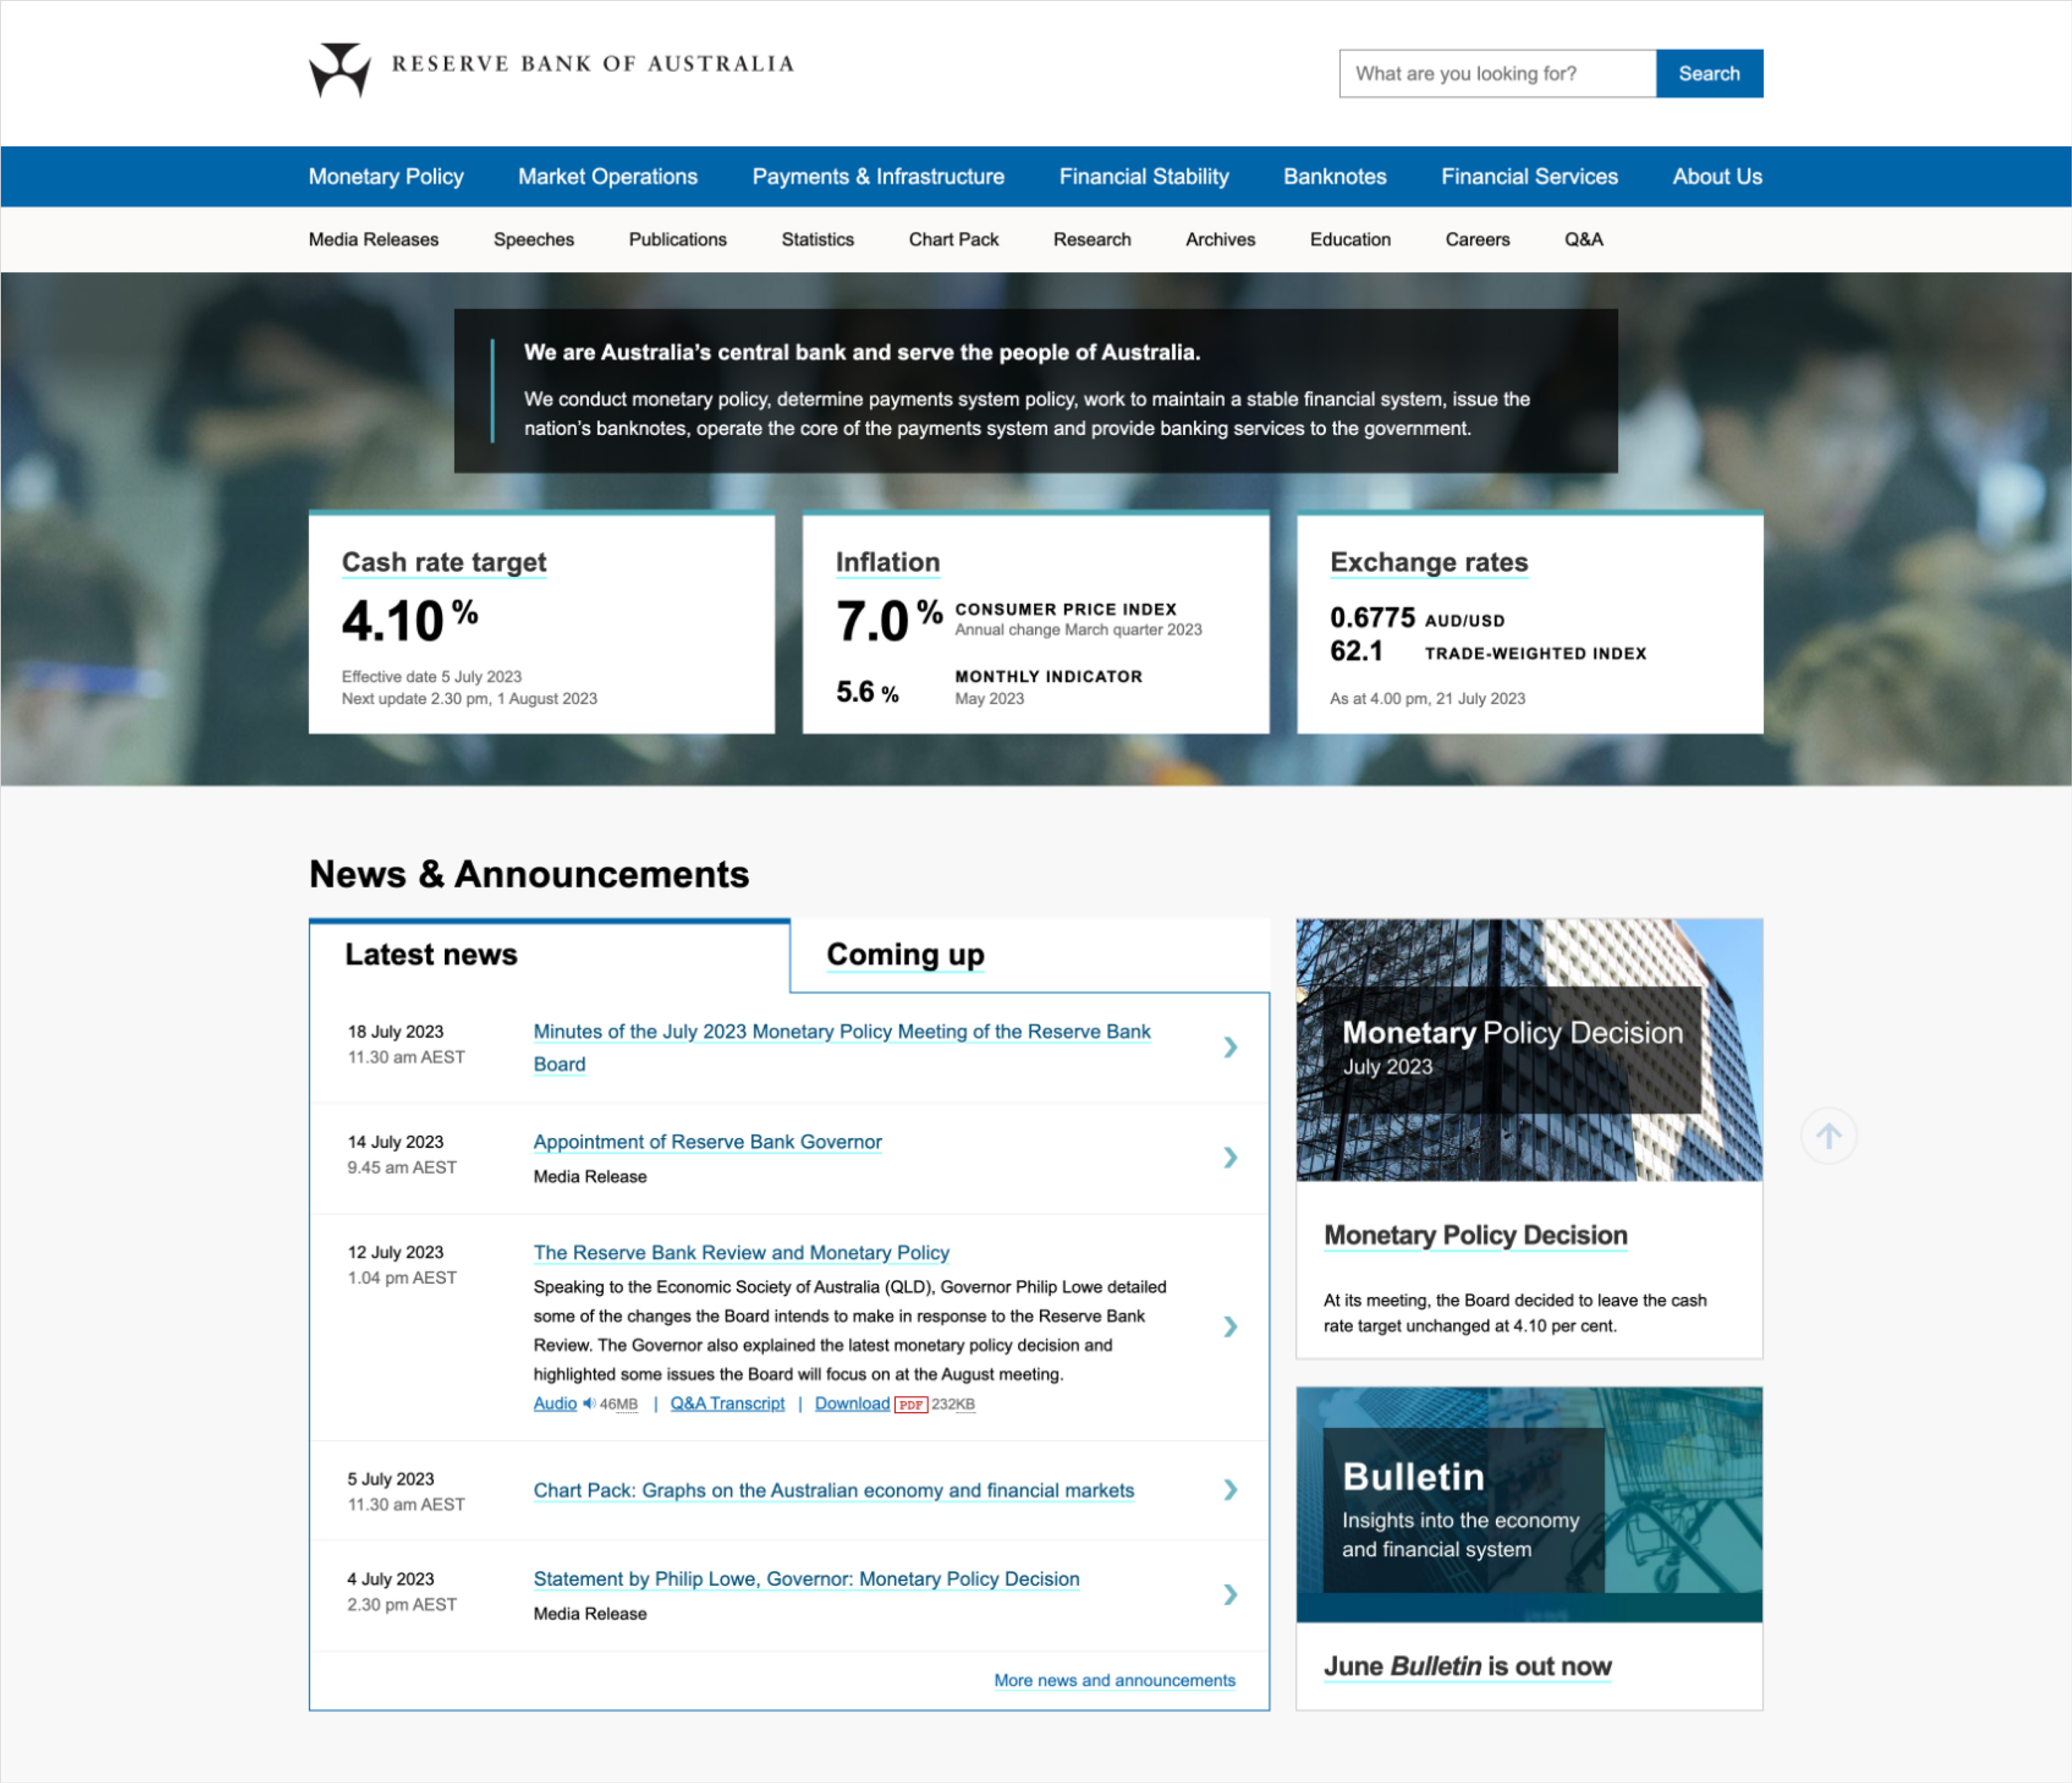 RESERVE BANK OF AUSTRALIA
What are you looking for?
Search
Monetary Policy
Market Operations
Payments & Infrastructure
Financial Stability
Banknotes
Financial Services
About Us
Media Releases
Speeches
Publications
Statistics
Chart Pack
Research
Archives
Education
Careers
Q&A
We are Australia’s central bank and serve the people of Australia.
We conduct monetary policy, determine payments system policy, work to maintain a stable financial system, issue the
nation’s banknotes, operate the core of the payments system and provide banking services to the government.
Cash rate target
4.10 %
Effective date 5 July 2023
Next update 2.30 pm, 1 August 2023
Inflation
7.0 %
CONSUMER PRICE INDEX
Annual change March quarter 2023
5.6 %
MONTHLY INDICATOR
May 2023
Exchange rates
0.6775 AUD/USD
62.1 TRADE-WEIGHTED INDEX
As at 4.00 pm, 21 July 2023
News & Announcements
Latest news
Coming up
18 July 2023
11.30 am AEST
Minutes of the July 2023 Monetary Policy Meeting of the Reserve Bank
Board
14 July 2023
9.45 am AEST
Appointment of Reserve Bank Governor
Media Release
12 July 2023
1.04 pm AEST
The Reserve Bank Review and Monetary Policy
Speaking to the Economic Society of Australia (QLD), Governor Philip Lowe detailed
some of the changes the Board intends to make in response to the Reserve Bank
Review. The Governor also explained the latest monetary policy decision and
highlighted some issues the Board will focus on at the August meeting.
Audio 46MB | Q&A Transcript | Download PDF 232KB
5 July 2023
11.30 am AEST
Chart Pack: Graphs on the Australian economy and financial markets
4 July 2023
2.30 pm AEST
Statement by Philip Lowe, Governor: Monetary Policy Decision
Media Release
More news and announcements
Monetary Policy Decision
July 2023
Monetary Policy Decision
At its meeting, the Board decided to leave the cash
rate target unchanged at 4.10 per cent.
Bulletin
Insights into the economy
and financial system
June Bulletin is out now